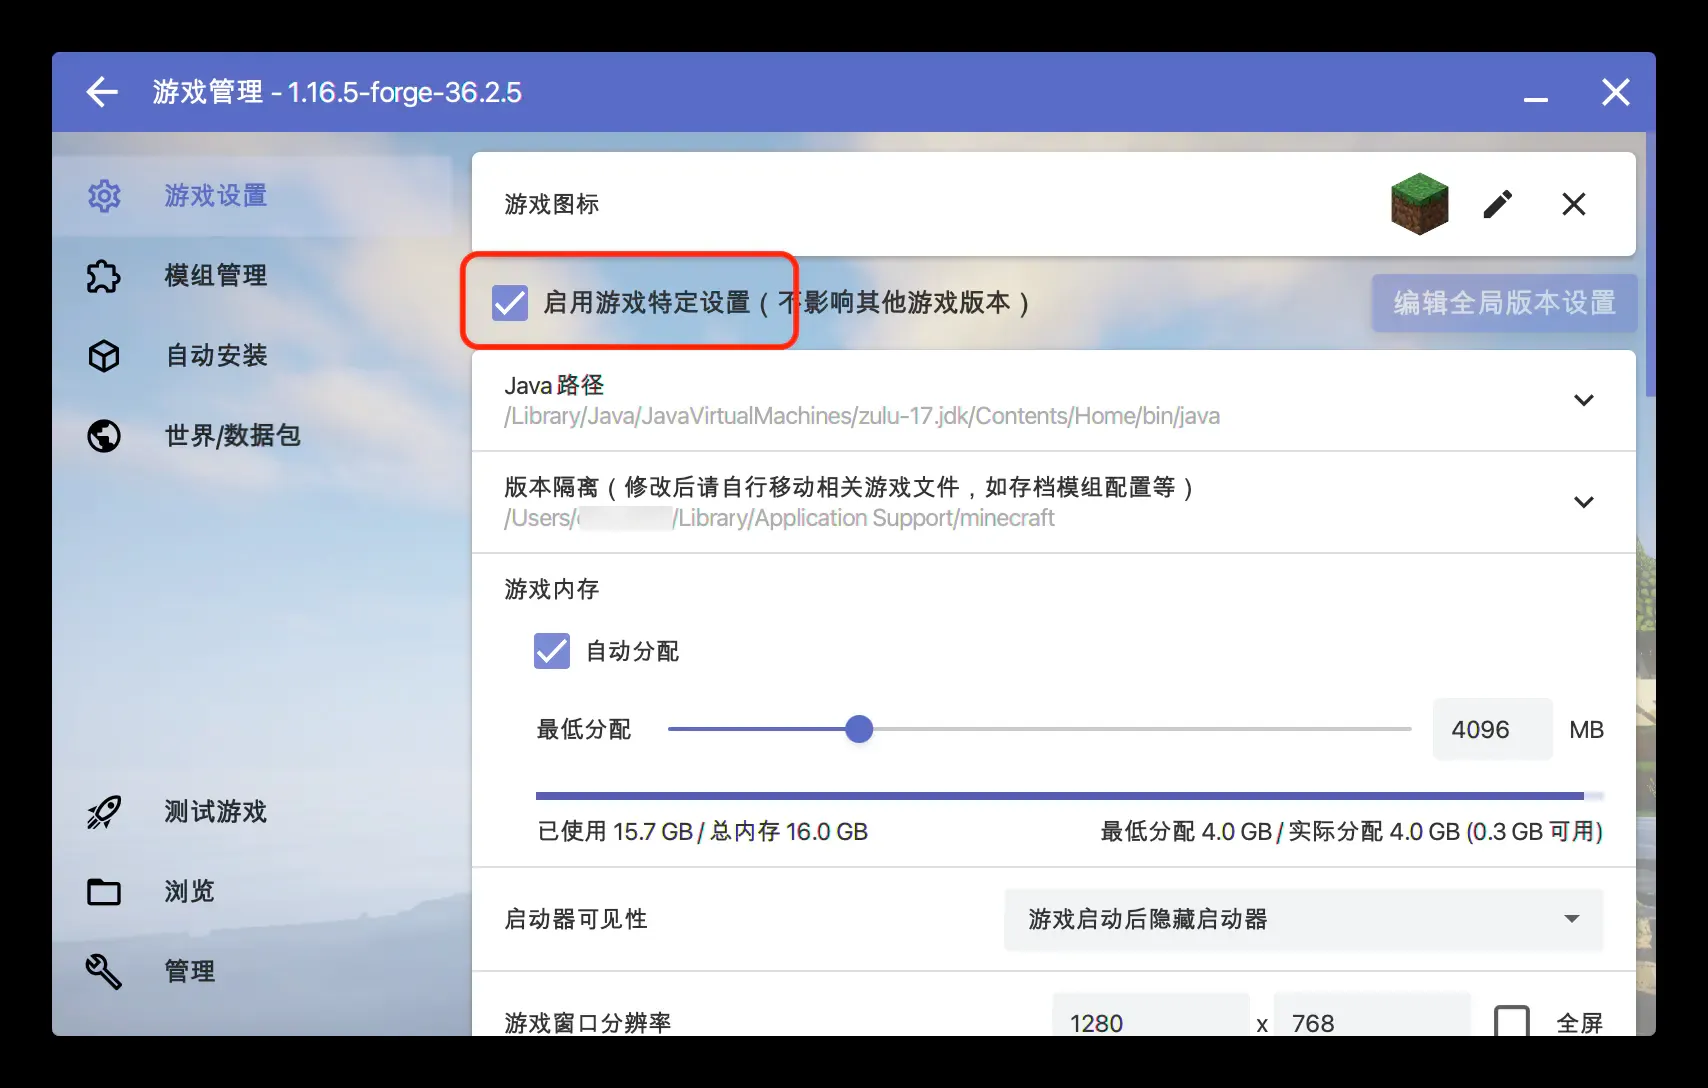 游戏管理 - 1.16.5-forge-36.2.5
游戏设置
模组管理
自动安装
世界/数据包
测试游戏
浏览
管理
游戏图标
启用游戏特定设置（不影响其他游戏版本）
编辑全局版本设置
Java 路径
/Library/Java/JavaVirtualMachines/zulu-17.jdk/Contents/Home/bin/java
版本隔离（修改后请自行移动相关游戏文件，如存档模组配置等）
/Users/ /Library/Application Support/minecraft
游戏内存
自动分配
最低分配 4096 MB
已使用 15.7 GB / 总内存 16.0 GB
最低分配 4.0 GB / 实际分配 4.0 GB (0.3 GB 可用)
启动器可见性 游戏启动后隐藏启动器
游戏窗口分辨率 1280 x 768 全屏